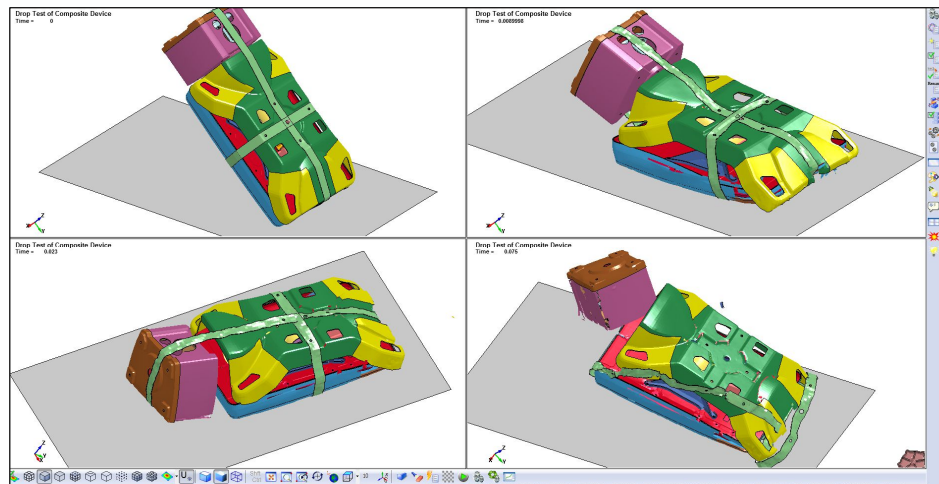 Drop Test of Composite Device
Time = 0
Drop Test of Composite Device
Time = 0.0089998
Z
X Y
Z
X Y
Drop Test of Composite Device
Time = 0.023
Drop Test of Composite Device
Time = 0.075
Z
Y
Z
X Y